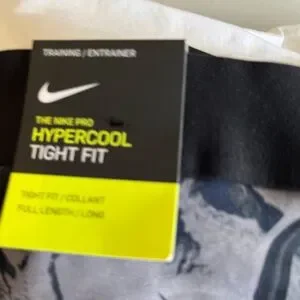 TRAINING / ENTRAINER
THE NIKE PRO
HYPERCOOL
TIGHT FIT
TIGHT FIT / COLLANT
FULL LENGTH / LONG